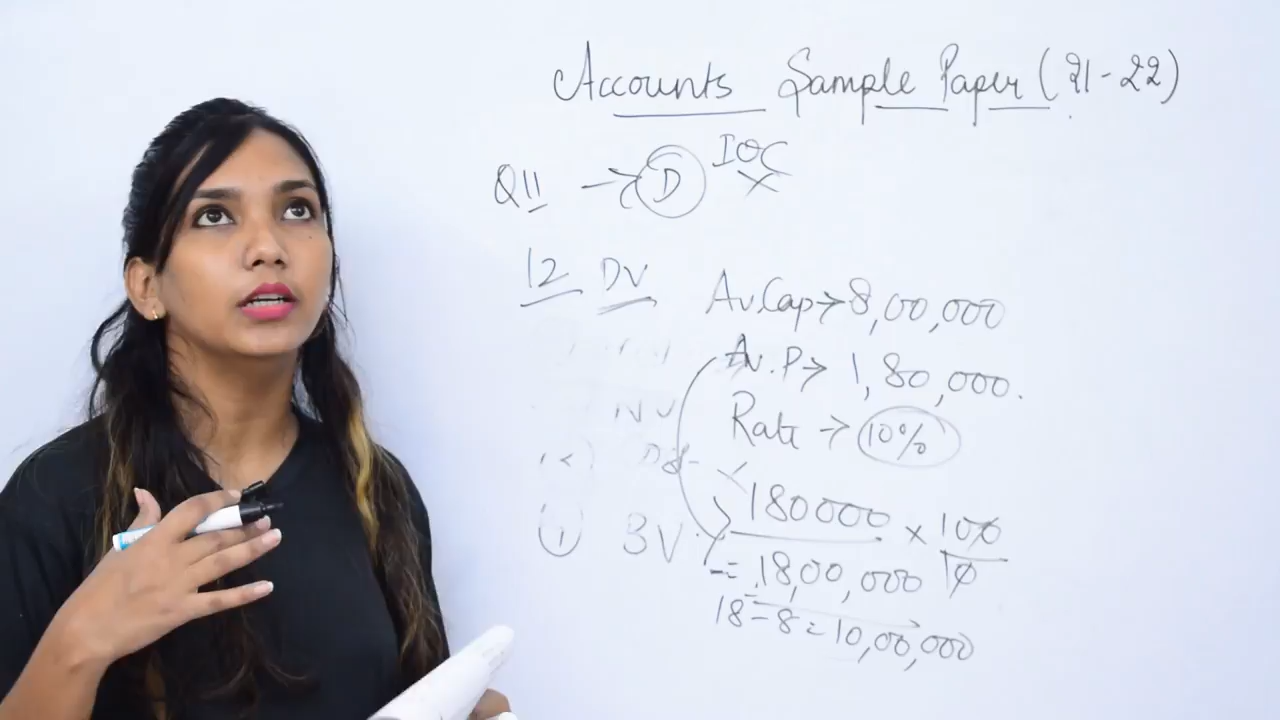 Accounts Sample Paper (21-22)
Q11 → D IOC ×
12 DV
Av.Cap → 8,00,000
Av.P → 1,80,000.
Rate → 10%
180000 × 100
10
= 18,00,000
18-8=10,00,000